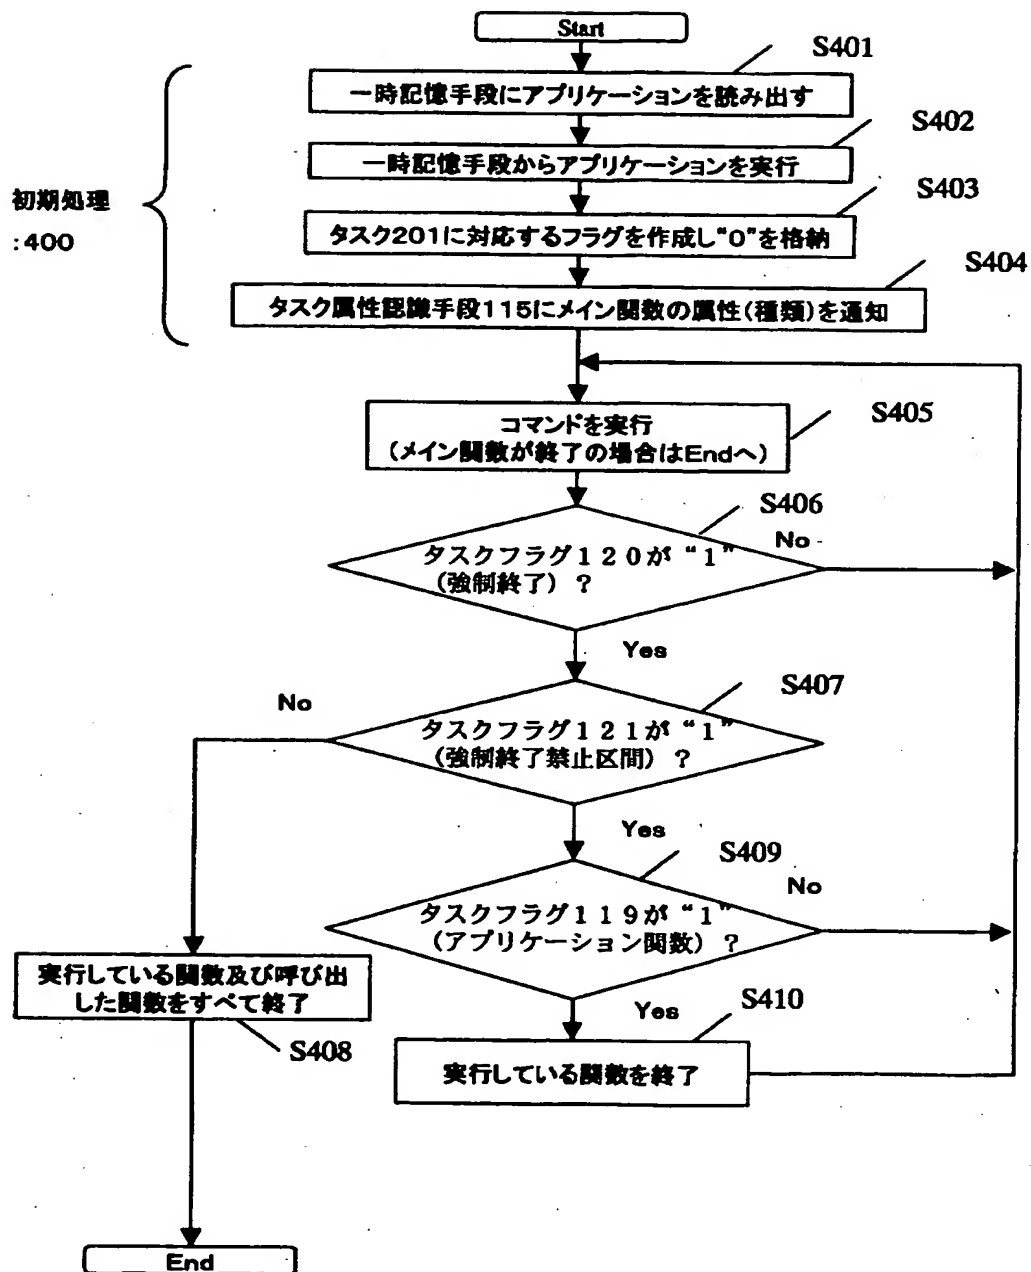 Start
S401
一時記憶手段にアプリケーションを読み出す
S402
一時記憶手段からアプリケーションを実行
初期処理
:400
S403
タスク201に対応するフラグを作成し"0"を格納
S404
タスク属性認識手段115にメイン関数の属性(種類)を通知
S405
コマンドを実行
(メイン関数が終了の場合はEndへ)
S406
No
タスクフラグ120が“1”
(強制終了)?
Yes
S407
No
タスクフラグ121が“1”
(強制終了禁止区間)?
Yes
S409
No
タスクフラグ119が“1”
(アプリケーション関数)?
実行している関数及び呼び出
した関数をすべて終了
S408
Yes
S410
実行している関数を終了
End